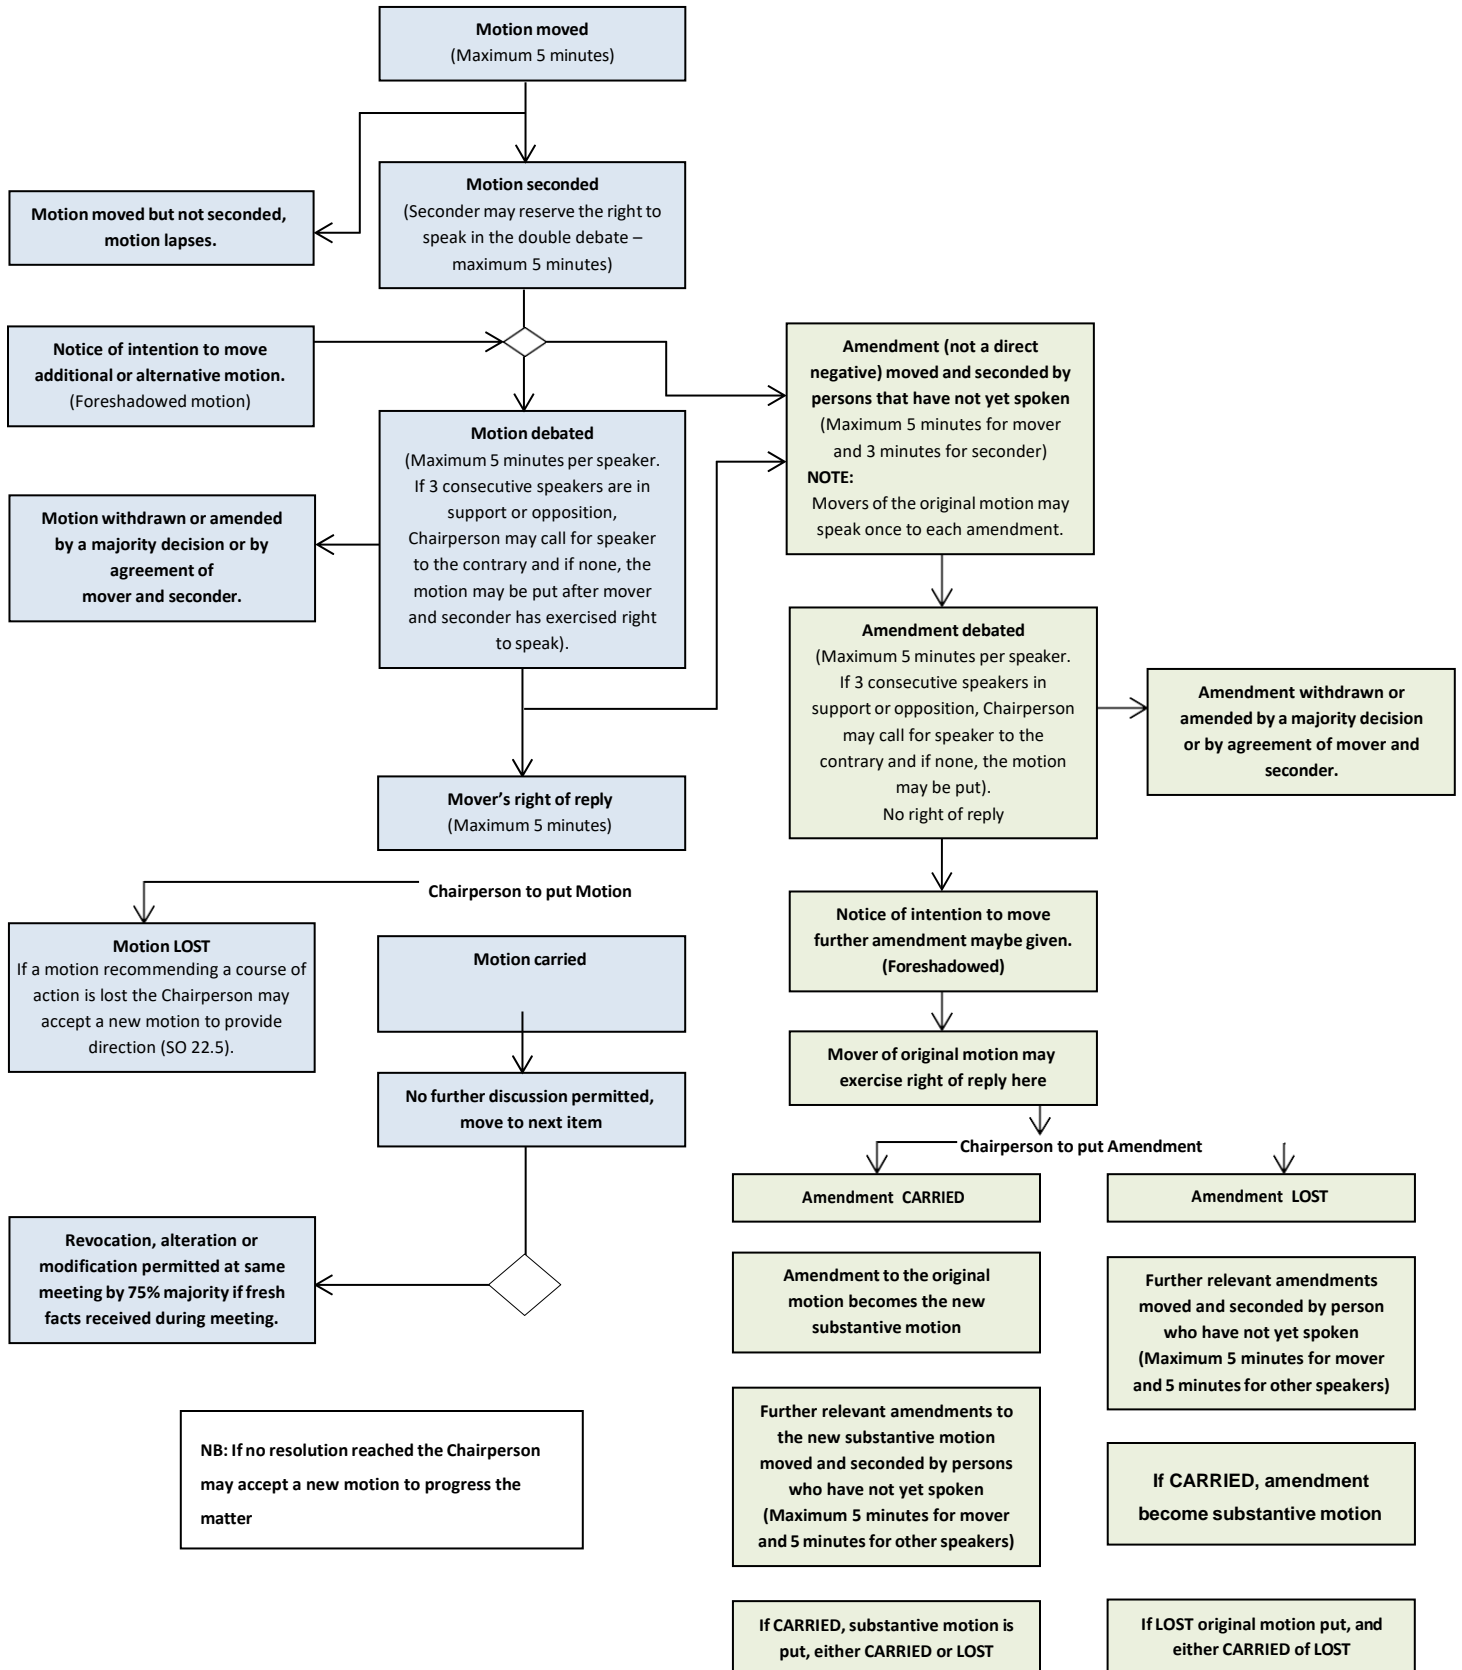 Motion moved
(Maximum 5 minutes)
Motion seconded
(Seconder may reserve the right to
speak in the double debate –
maximum 5 minutes)
Motion moved but not seconded,
motion lapses.
Notice of intention to move
additional or alternative motion.
(Foreshadowed motion)
Motion debated
(Maximum 5 minutes per speaker.
If 3 consecutive speakers are in
support or opposition,
Chairperson may call for speaker
to the contrary and if none, the
motion may be put after mover
and seconder has exercised right
to speak).
Motion withdrawn or amended
by a majority decision or by
agreement of
mover and seconder.
Mover’s right of reply
(Maximum 5 minutes)
Chairperson to put Motion
Motion LOST
If a motion recommending a course of
action is lost the Chairperson may
accept a new motion to provide
direction (SO 22.5).
Motion carried
No further discussion permitted,
move to next item
Revocation, alteration or
modification permitted at same
meeting by 75% majority if fresh
facts received during meeting.
NB: If no resolution reached the Chairperson
may accept a new motion to progress the
matter
Amendment (not a direct
negative) moved and seconded by
persons that have not yet spoken
(Maximum 5 minutes for mover
and 3 minutes for seconder)
NOTE:
Movers of the original motion may
speak once to each amendment.
Amendment debated
(Maximum 5 minutes per speaker.
If 3 consecutive speakers in
support or opposition, Chairperson
may call for speaker to the
contrary and if none, the motion
may be put).
No right of reply
Amendment withdrawn or
amended by a majority decision
or by agreement of mover and
seconder.
Notice of intention to move
further amendment maybe given.
(Foreshadowed)
Mover of original motion may
exercise right of reply here
Chairperson to put Amendment
Amendment CARRIED
Amendment to the original
motion becomes the new
substantive motion
Further relevant amendments to
the new substantive motion
moved and seconded by persons
who have not yet spoken
(Maximum 5 minutes for mover
and 5 minutes for other speakers)
If CARRIED, substantive motion is
put, either CARRIED or LOST
Amendment LOST
Further relevant amendments
moved and seconded by person
who have not yet spoken
(Maximum 5 minutes for mover
and 5 minutes for other speakers)
If CARRIED, amendment
become substantive motion
If LOST original motion put, and
either CARRIED of LOST